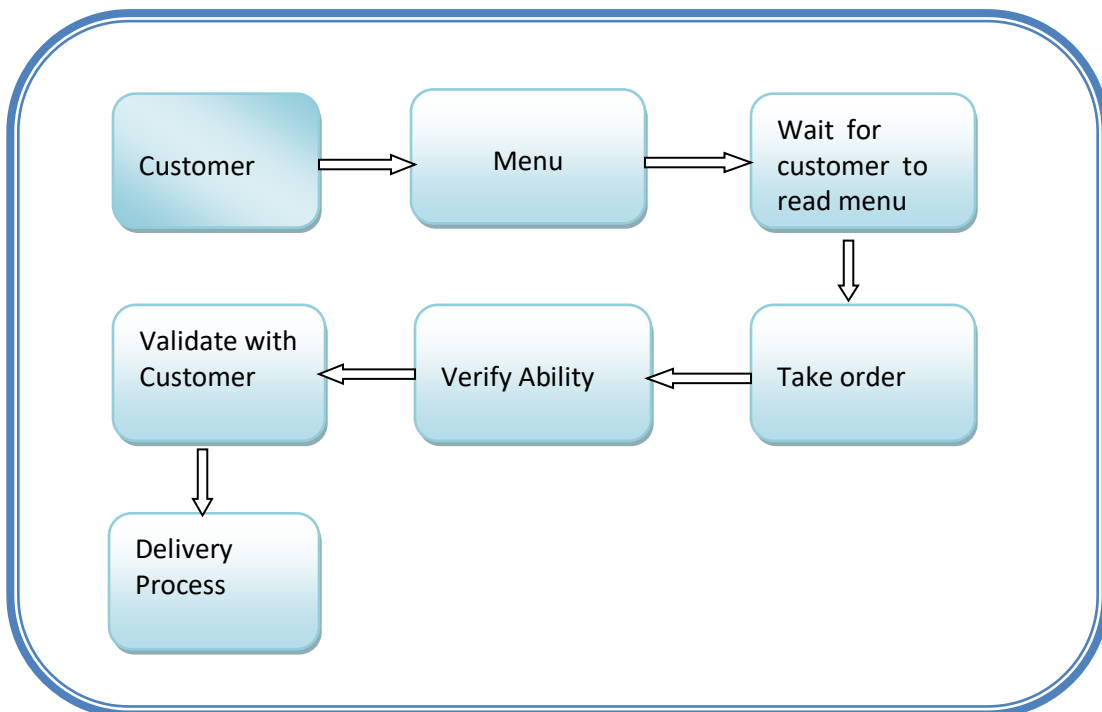 Customer
Menu
Wait for
customer to
read menu
Take order
Verify Ability
Validate with
Customer
Delivery
Process